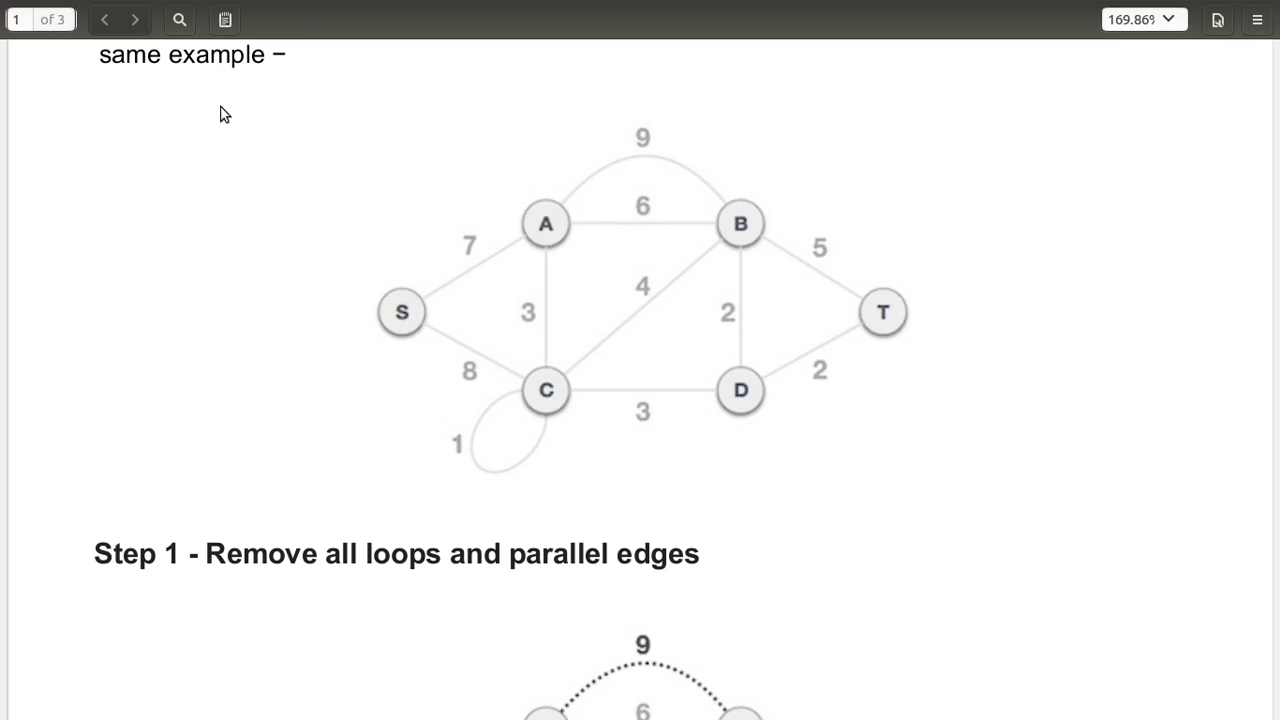 1 of 3
169.86%
same example –
9
A 6 B
7 5
4
S 3 2 T
8 2
C D
3
1
Step 1 - Remove all loops and parallel edges
9
6